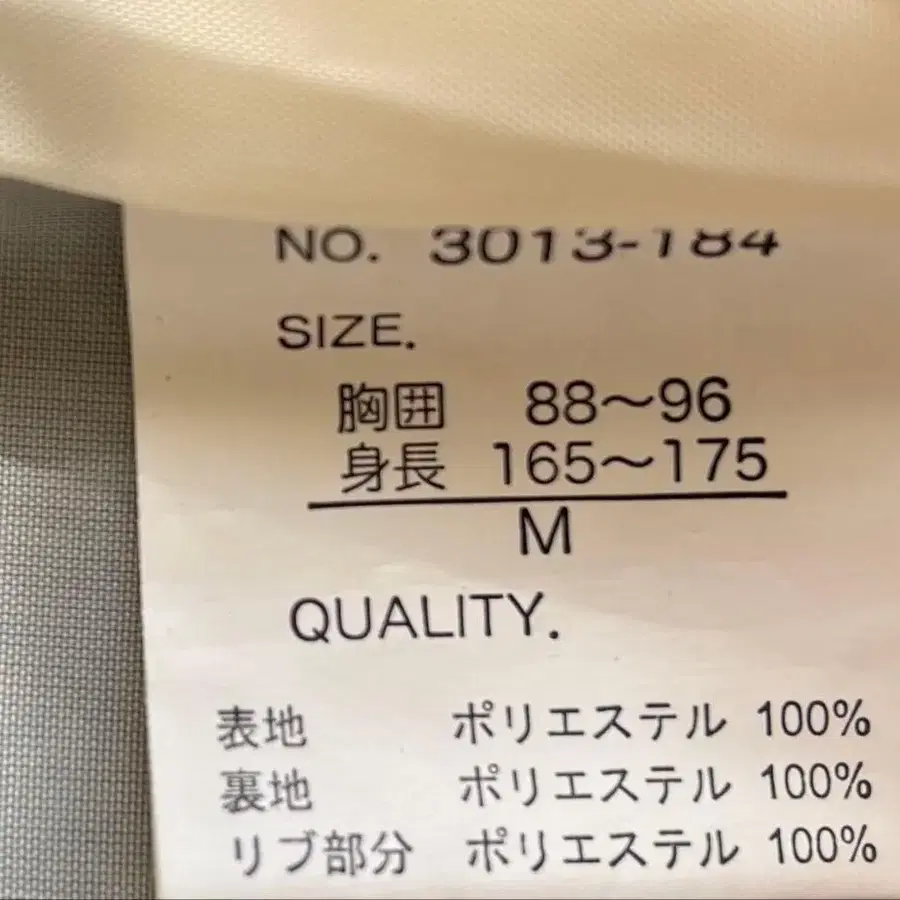 NO. 3013-184
SIZE.
胸囲 88〜96
身長 165〜175
M
QUALITY.
表地 ポリエステル 100%
裏地 ポリエステル 100%
リブ部分 ポリエステル 100%